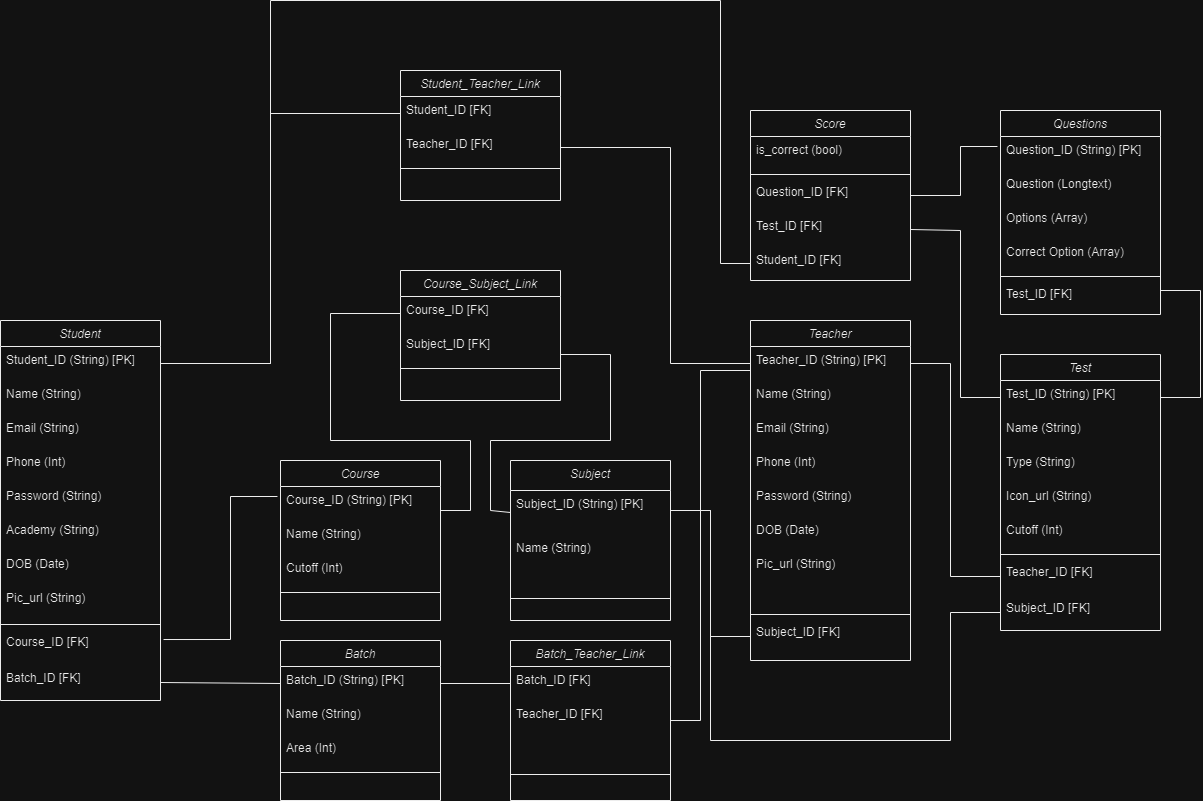 Student_Teacher_Link
Student_ID [FK]
Teacher_ID [FK]
Score
is_correct (bool)
Question_ID [FK]
Test_ID [FK]
Student_ID [FK]
Questions
Question_ID (String) [PK]
Question (Longtext)
Options (Array)
Correct Option (Array)
Test_ID [FK]
Course_Subject_Link
Course_ID [FK]
Subject_ID [FK]
Student
Student_ID (String) [PK]
Name (String)
Email (String)
Phone (Int)
Password (String)
Academy (String)
DOB (Date)
Pic_url (String)
Course_ID [FK]
Batch_ID [FK]
Teacher
Teacher_ID (String) [PK]
Name (String)
Email (String)
Phone (Int)
Password (String)
DOB (Date)
Pic_url (String)
Subject_ID [FK]
Test
Test_ID (String) [PK]
Name (String)
Type (String)
Icon_url (String)
Cutoff (Int)
Teacher_ID [FK]
Subject_ID [FK]
Course
Course_ID (String) [PK]
Name (String)
Cutoff (Int)
Subject
Subject_ID (String) [PK]
Name (String)
Batch
Batch_ID (String) [PK]
Name (String)
Area (Int)
Batch_Teacher_Link
Batch_ID [FK]
Teacher_ID [FK]